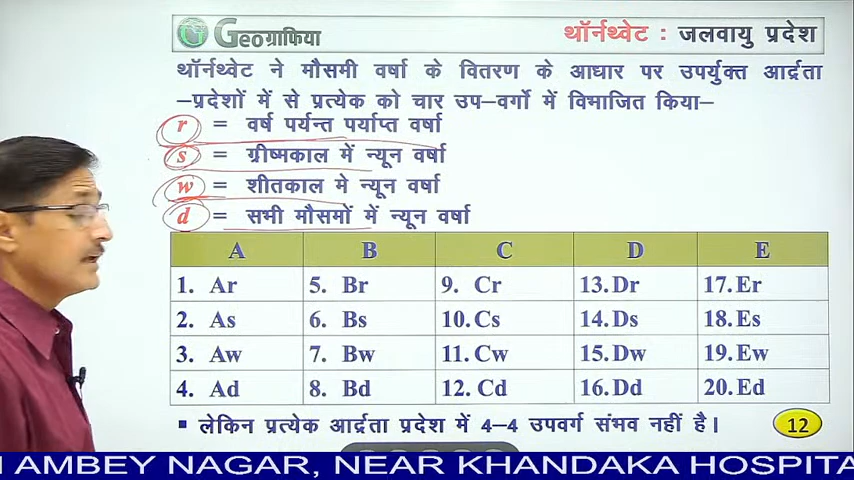 Geoग्राफिया
थॉर्नथ्वेट : जलवायु प्रदेश
थॉर्नथ्वेट ने मौसमी वर्षा के वितरण के आधार पर उपर्युक्त आर्द्रता
–प्रदेशों में से प्रत्येक को चार उप–वर्गो में विभाजित किया–
r = वर्ष पर्यन्त पर्याप्त वर्षा
s = ग्रीष्मकाल में न्यून वर्षा
w = शीतकाल मे न्यून वर्षा
d = सभी मौसमों में न्यून वर्षा
A B C D E
1. Ar 5. Br 9. Cr 13. Dr 17. Er
2. As 6. Bs 10. Cs 14. Ds 18. Es
3. Aw 7. Bw 11. Cw 15. Dw 19. Ew
4. Ad 8. Bd 12. Cd 16. Dd 20. Ed
▪ लेकिन प्रत्येक आर्द्रता प्रदेश में 4–4 उपवर्ग संभव नहीं है।
12
AMBEY NAGAR, NEAR KHANDAKA